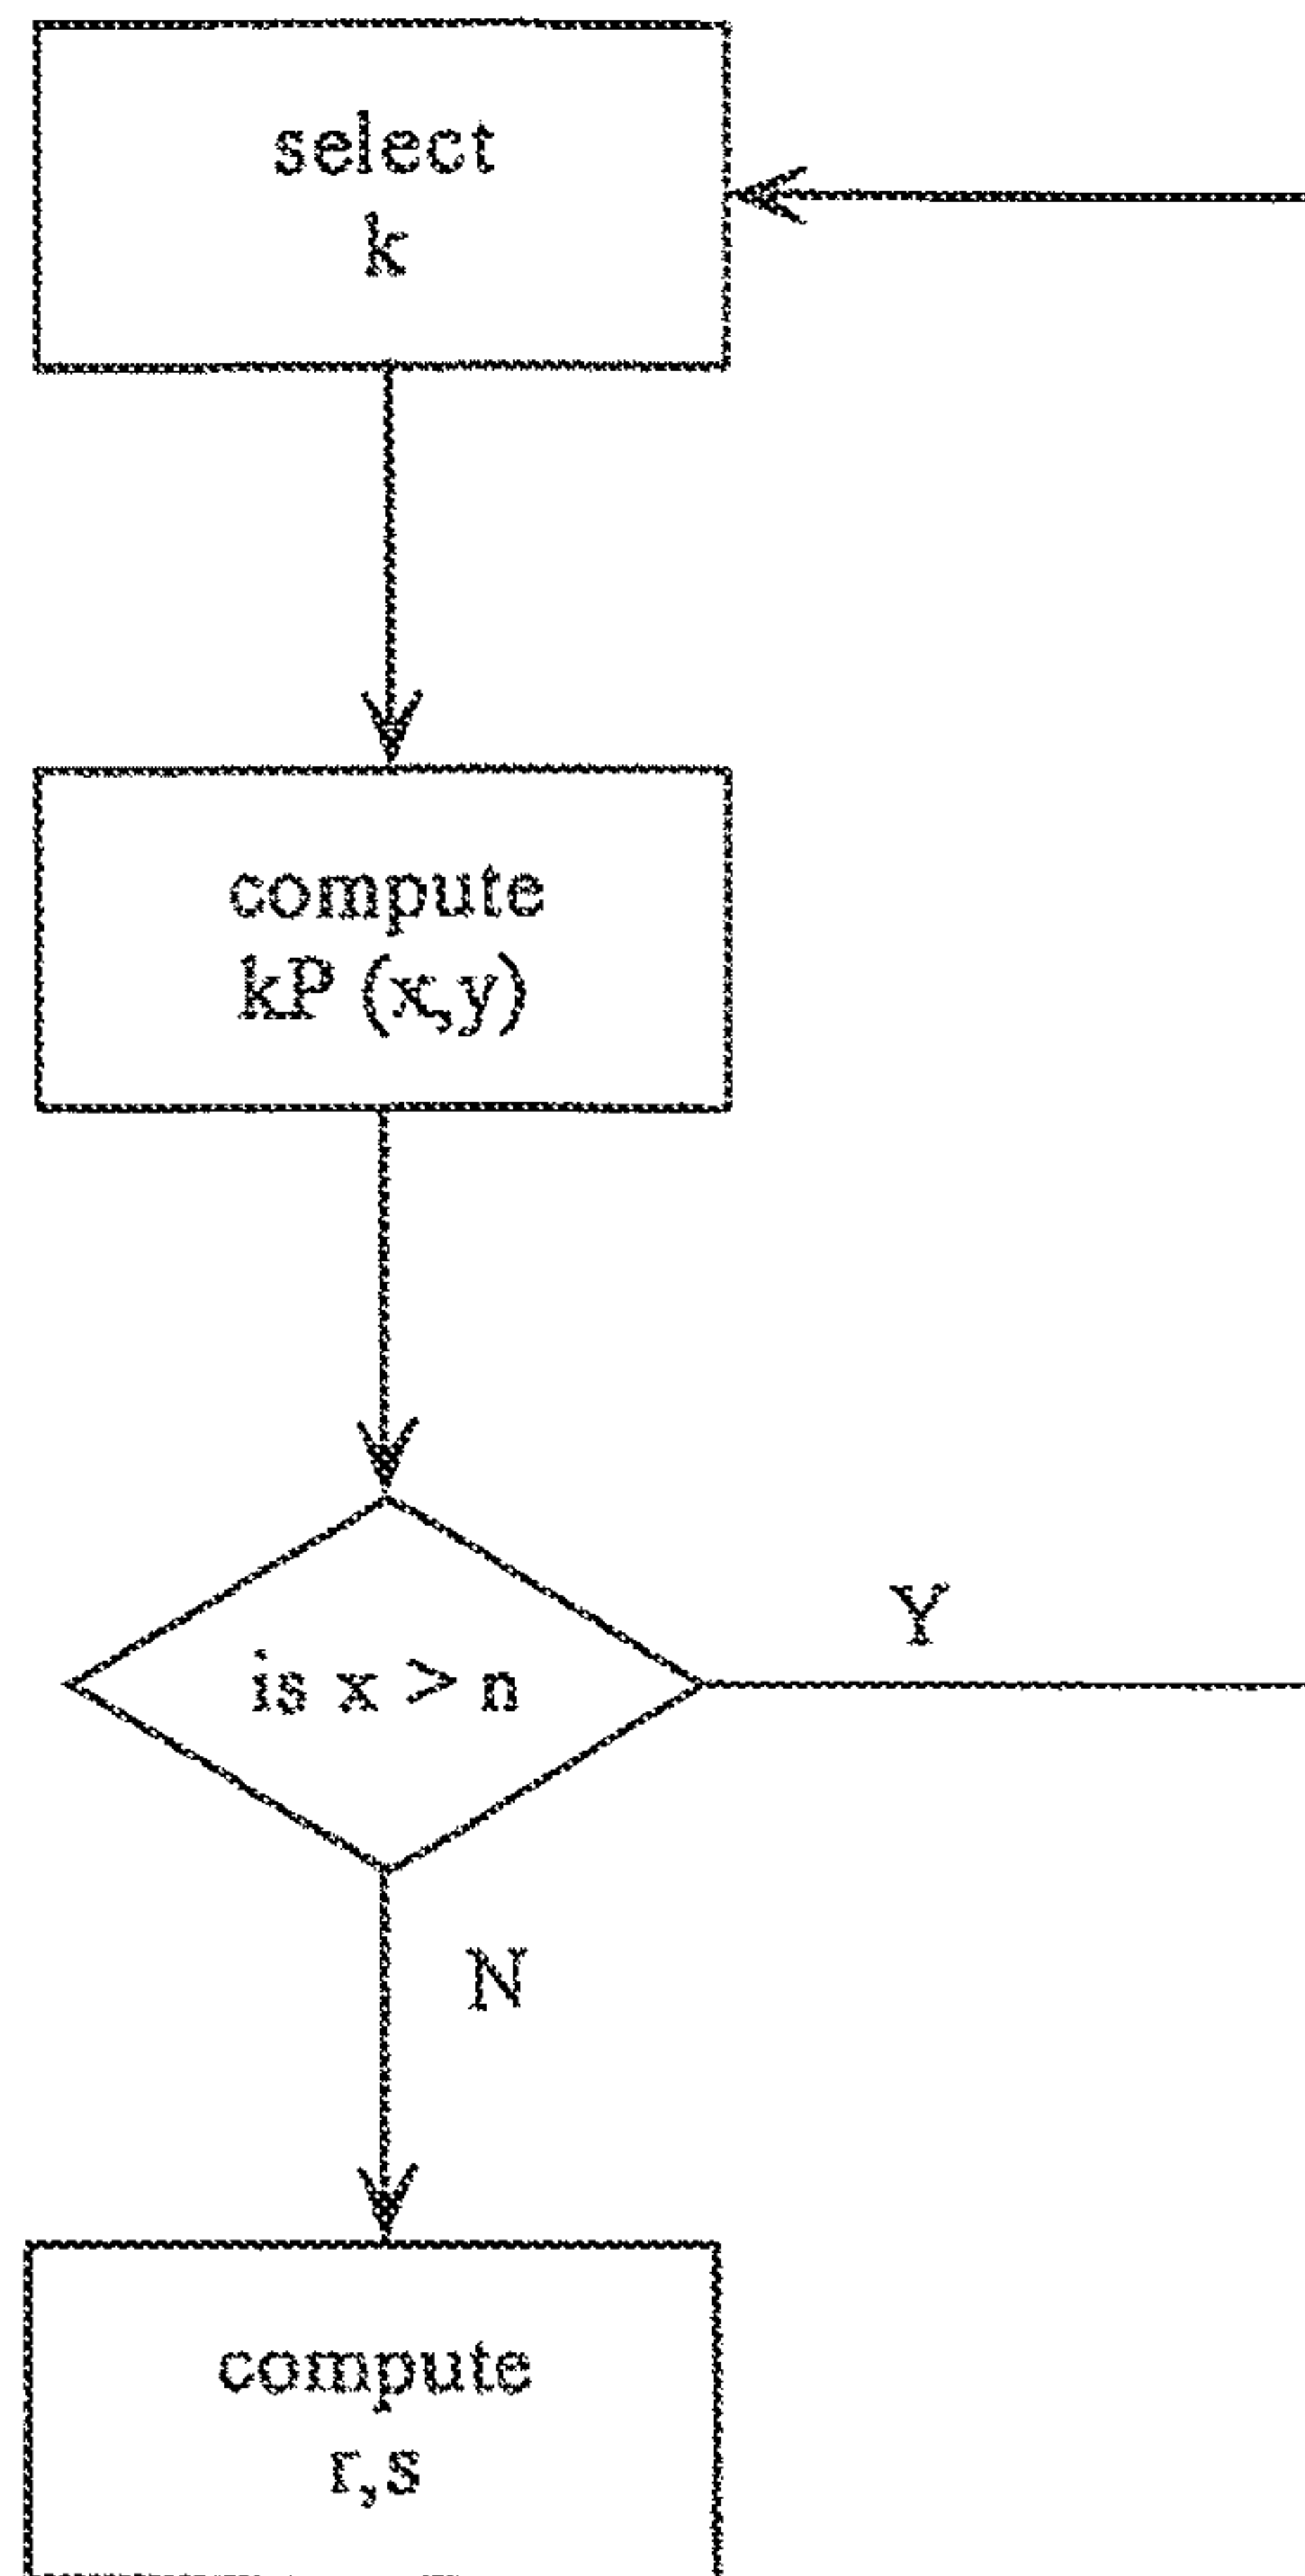 select
k
compute
kP (x,y)
is x > n
Y
N
compute
r,s